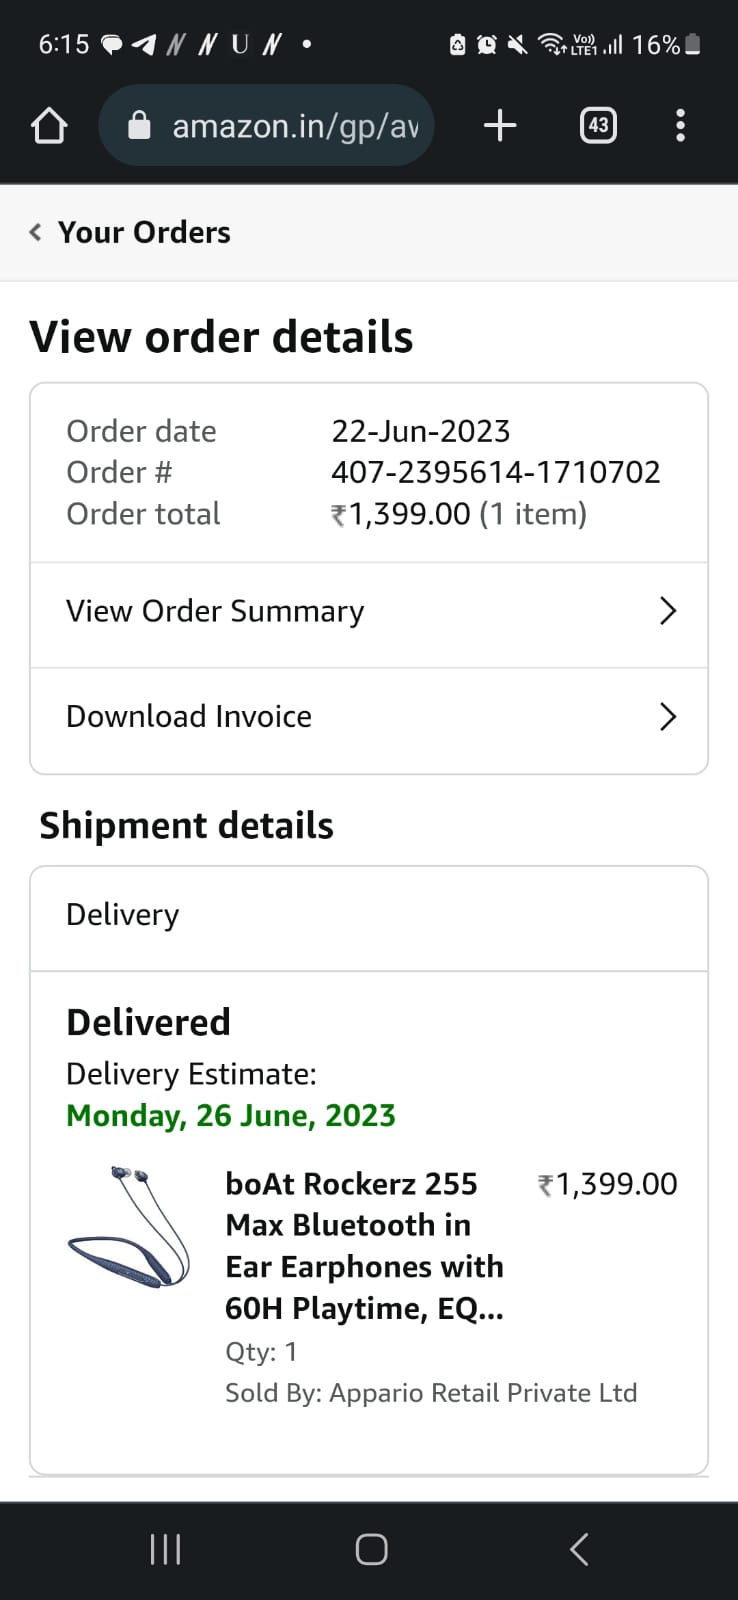 6:15 N N U N
Vo)) LTE1 16%
amazon.in/gp/av
43
Your Orders
View order details
Order date 22-Jun-2023
Order # 407-2395614-1710702
Order total ₹1,399.00 (1 item)
View Order Summary
Download Invoice
Shipment details
Delivery
Delivered
Delivery Estimate:
Monday, 26 June, 2023
boAt Rockerz 255 ₹1,399.00
Max Bluetooth in
Ear Earphones with
60H Playtime, EQ...
Qty: 1
Sold By: Appario Retail Private Ltd